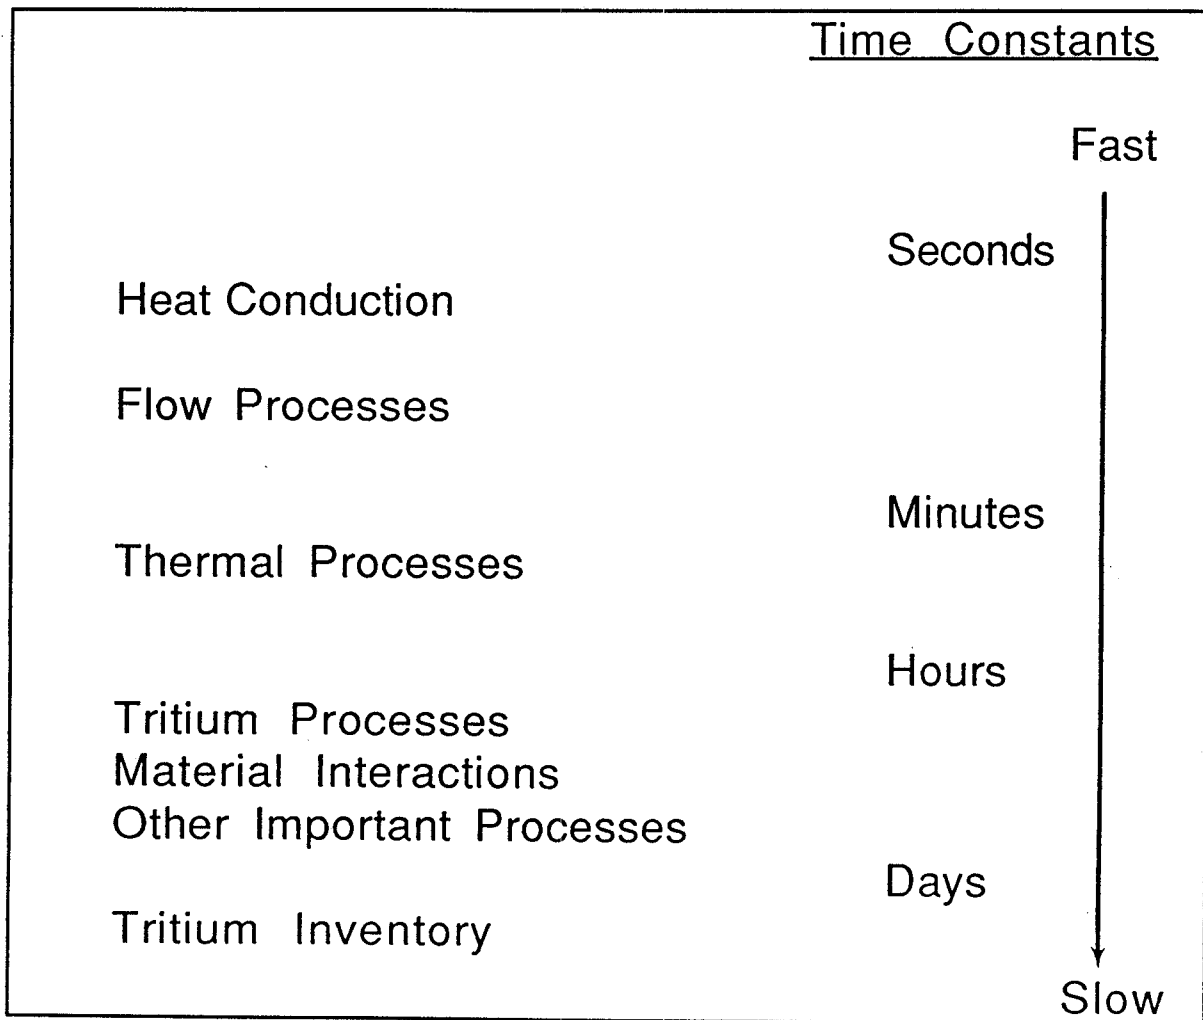 Time Constants
Fast
Seconds
Heat Conduction
Flow Processes
Minutes
Thermal Processes
Hours
Tritium Processes
Material Interactions
Other Important Processes
Days
Tritium Inventory
Slow